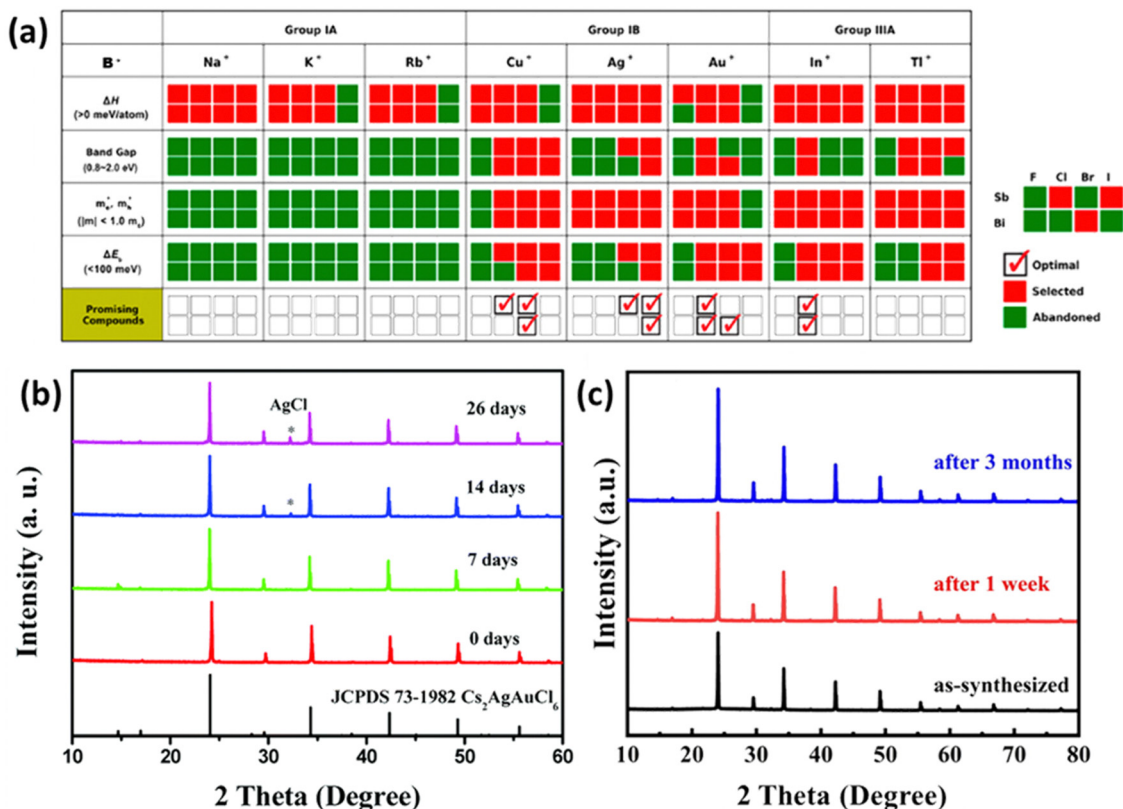 (a)
Group IA Group IB Group IIIA
B+ Na+ K+ Rb+ Cu+ Ag+ Au+ In+ Tl+
ΔH
(>0 meV/atom)
Band Gap
(0.8~2.0 eV)
(|m| < 1.0 me)
(<100 meV)
Promising
Compounds
F Cl Br I
Sb
Bi
Optimal
Selected
Abandoned
(b)
Intensity (a. u.)
26 days
AgCl
*
14 days
*
7 days
0 days
JCPDS 73-1982 Cs2AgAuCl6
10 20 30 40 50 60
2 Theta (Degree)
(c)
Intensity (a.u.)
after 3 months
after 1 week
as-synthesized
10 20 30 40 50 60 70 80
2 Theta (Degree)